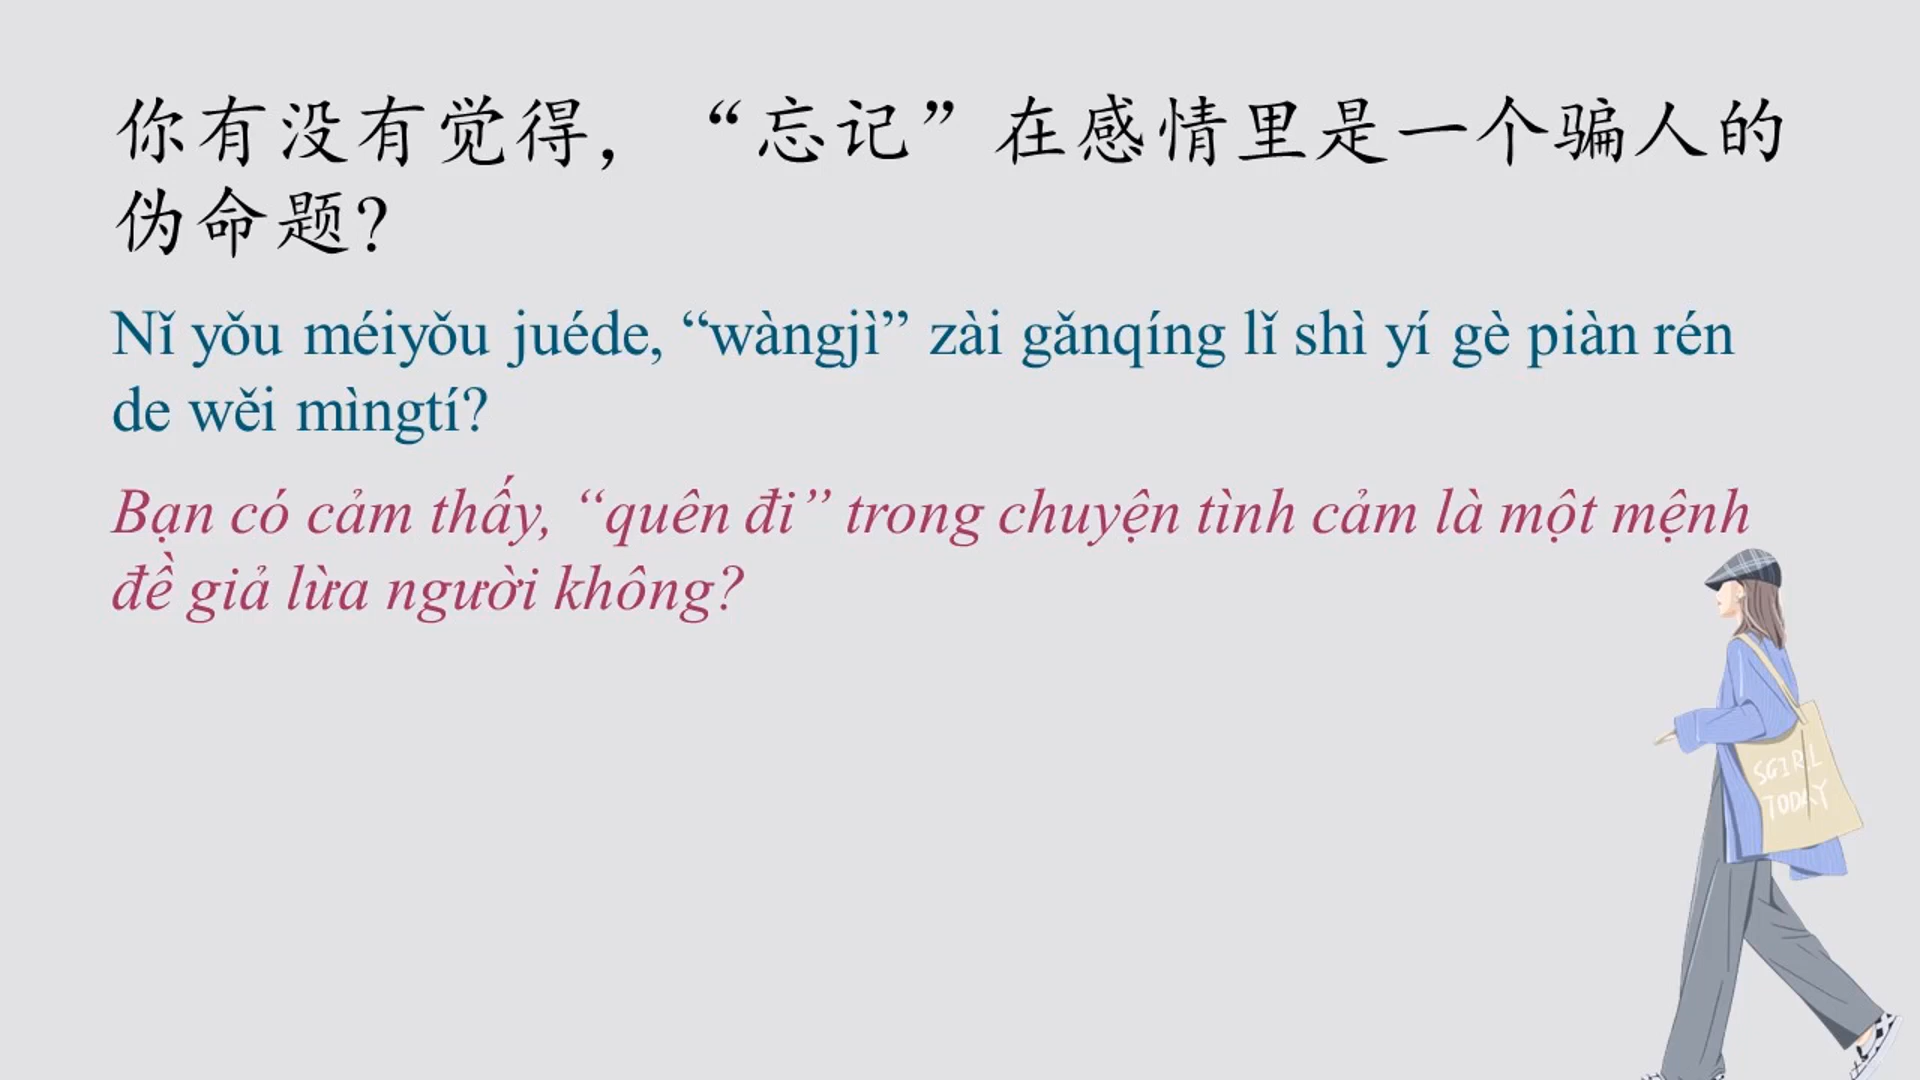 你有没有觉得，“忘记”在感情里是一个骗人的
伪命题?
Nǐ yǒu méiyǒu juéde, “wàngjì” zài gǎnqíng lǐ shì yí gè piàn rén
de wěi mìngtí?
Bạn có cảm thấy, “quên đi” trong chuyện tình cảm là một mệnh
đề giả lừa người không?
SGIRL
TODAY